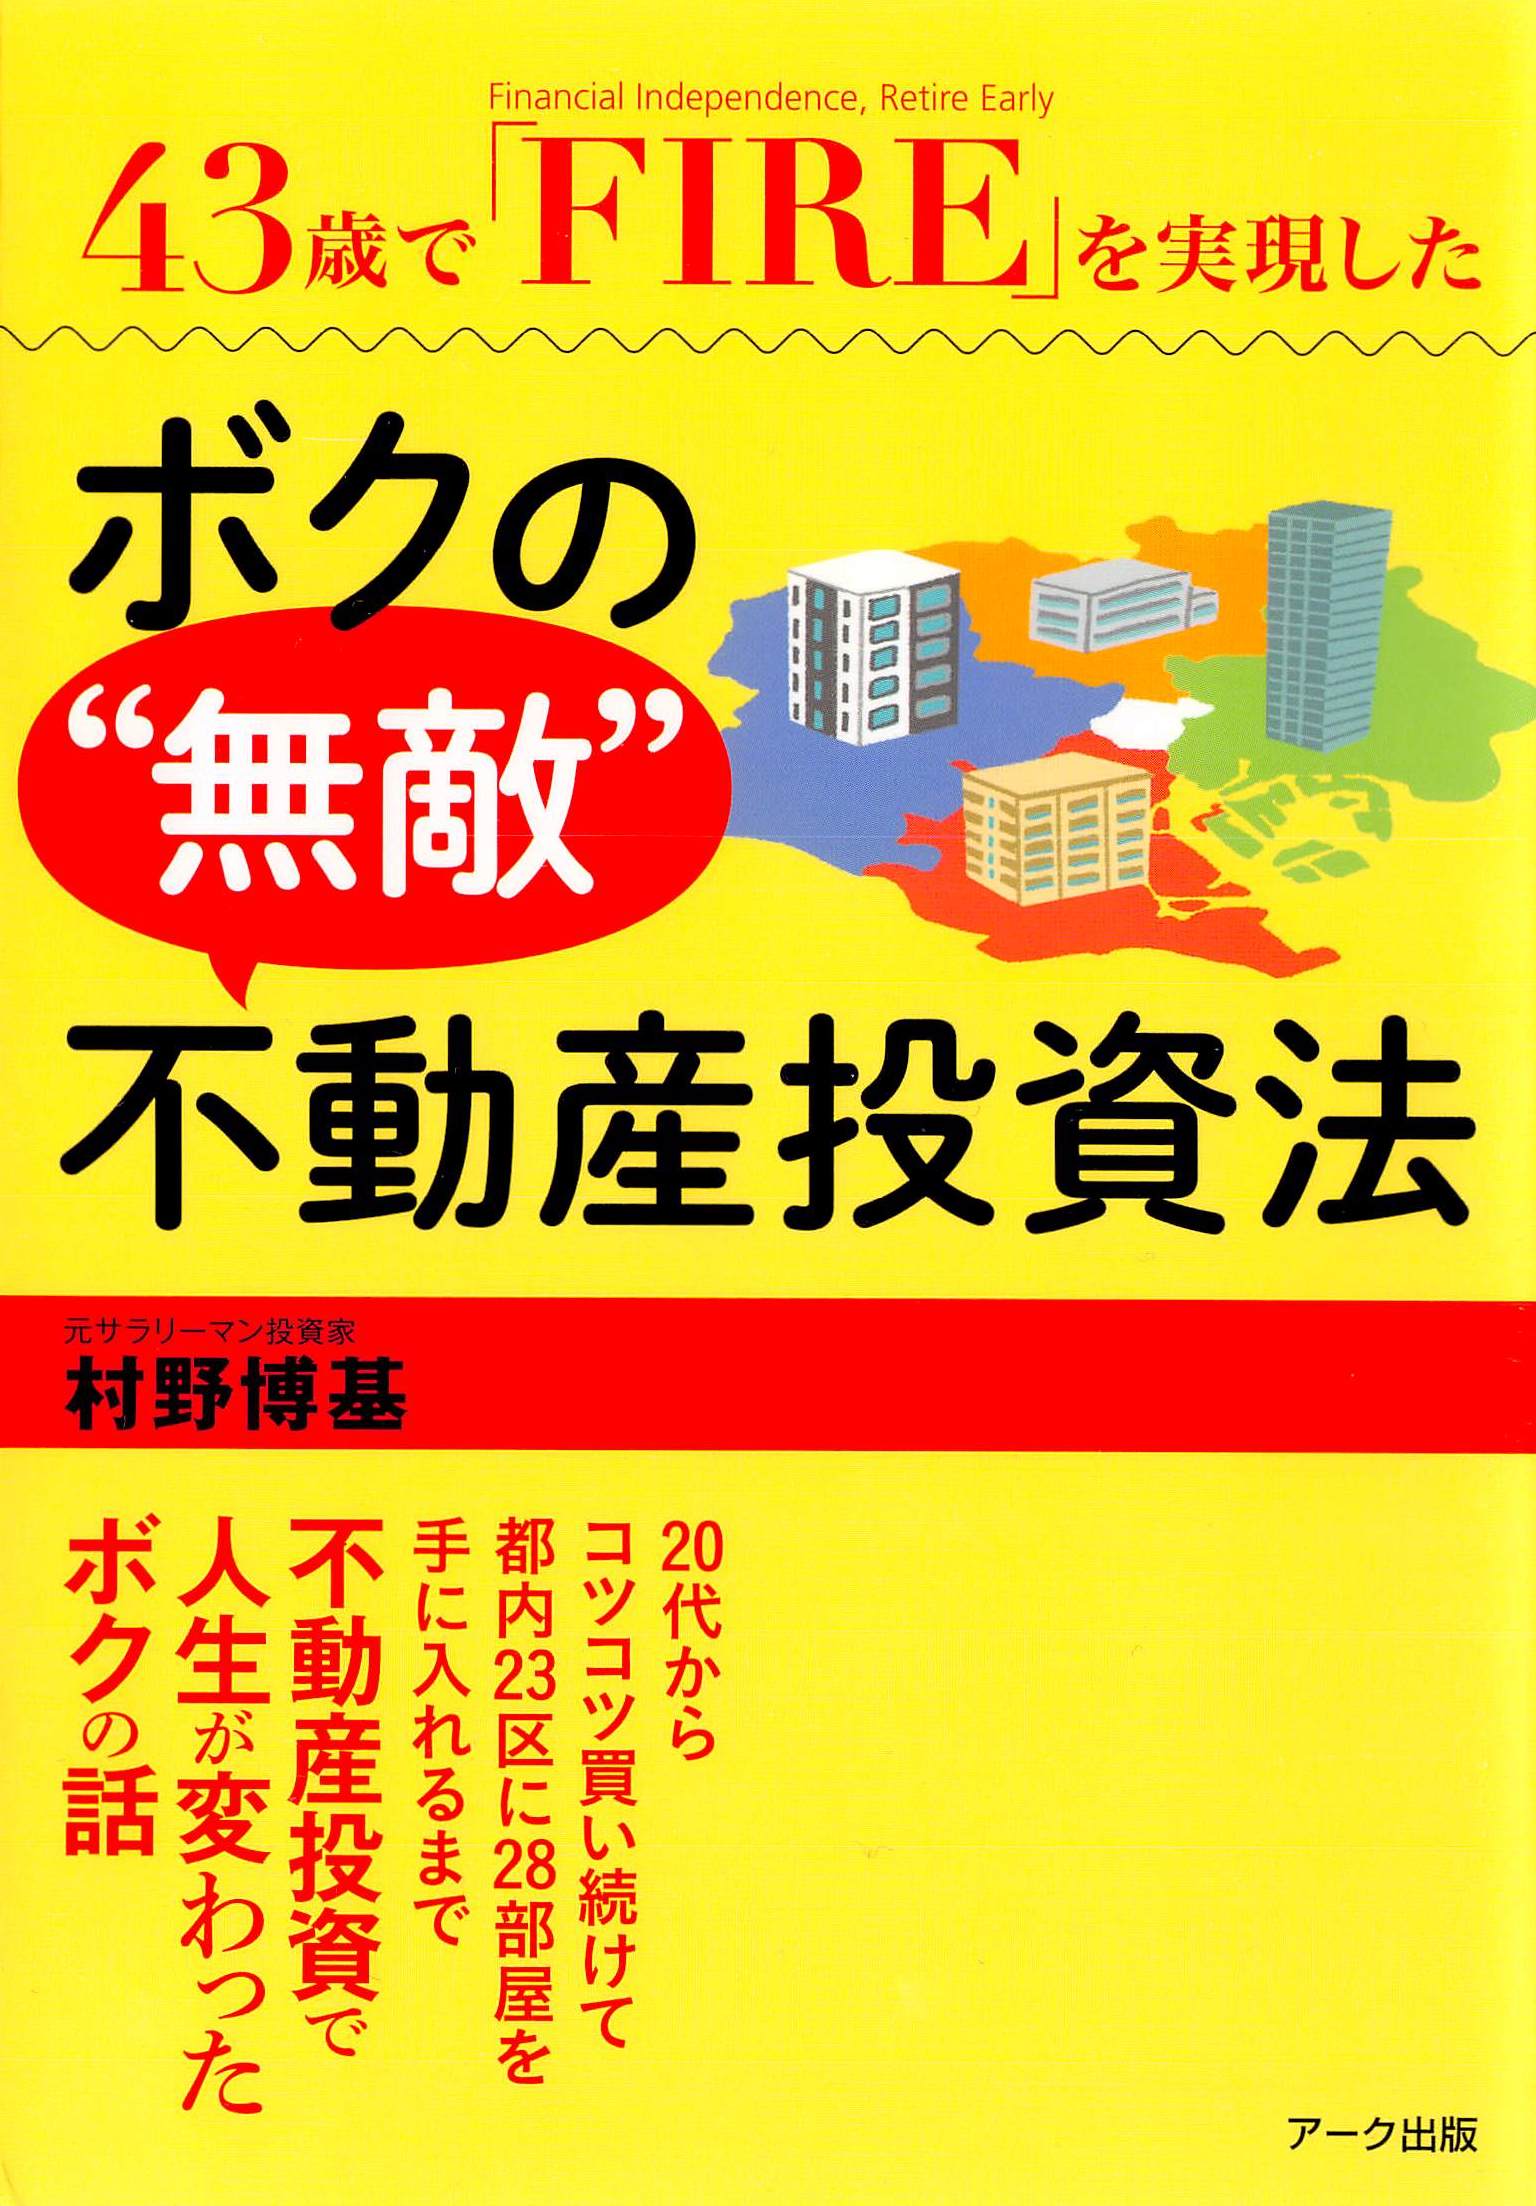 Financial Independence, Retire Early
43歳で「FIRE」を実現した
ボクの
“無敵”
不動産投資法
元サラリーマン投資家
村野博基
20代から
コツコツ買い続けて
都内23区に28部屋を
手に入れるまで
不動産投資で
人生が変わった
ボクの話
アーク出版